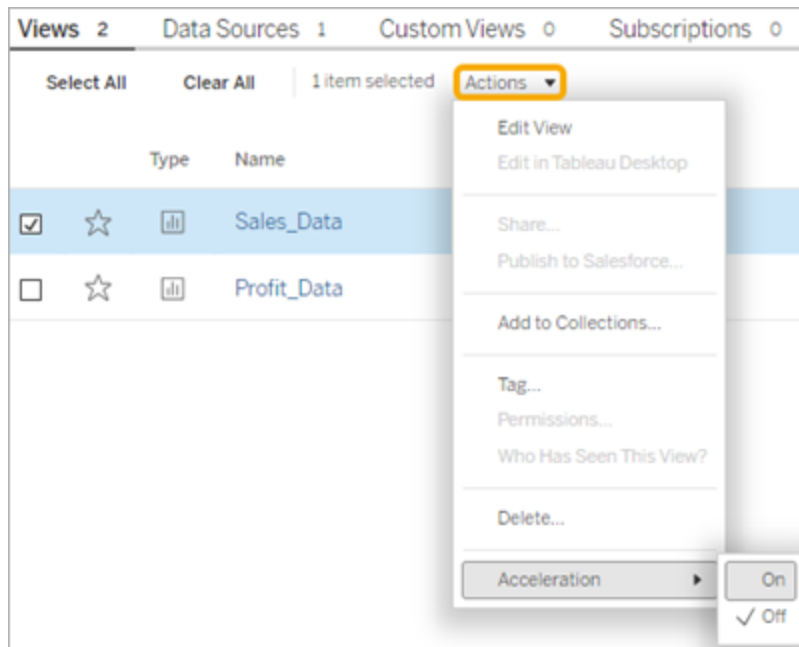 Views 2 Data Sources 1 Custom Views 0 Subscriptions 0
Select All Clear All 1 item selected Actions
Edit View
Type Name
Edit in Tableau Desktop
Sales_Data
Share...
Publish to Salesforce...
Profit_Data
Add to Collections...
Tag...
Permissions...
Who Has Seen This View?
Delete...
Acceleration On
Off